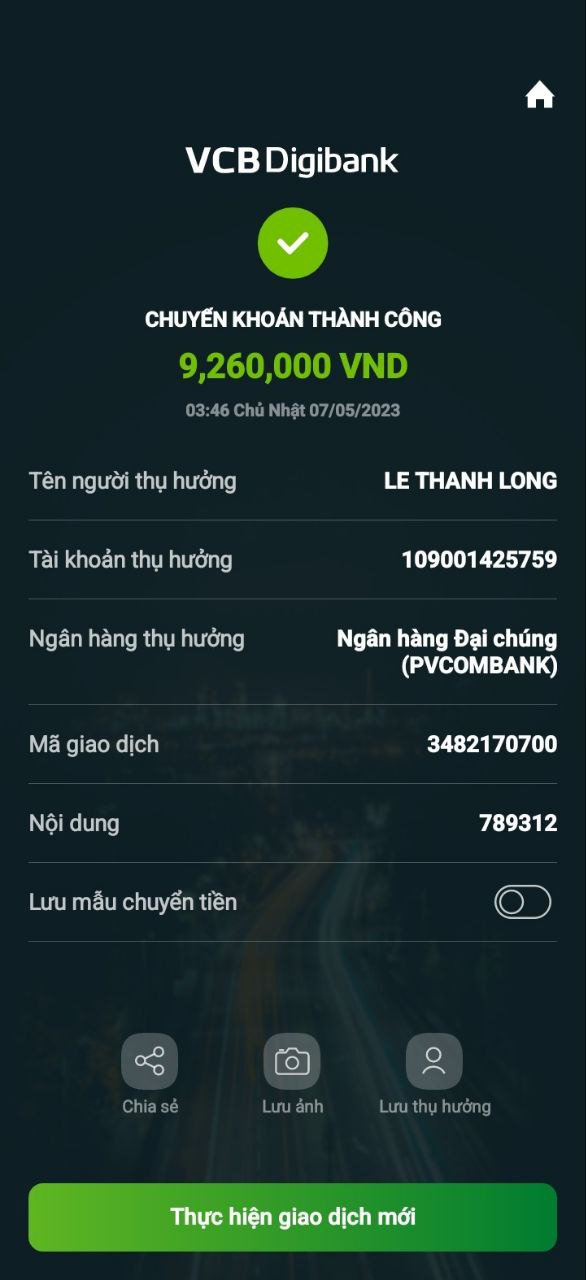 VCB Digibank
CHUYỂN KHOẢN THÀNH CÔNG
9,260,000 VND
03:46 Chủ Nhật 07/05/2023
Tên người thụ hưởng LE THANH LONG
Tài khoản thụ hưởng 109001425759
Ngân hàng thụ hưởng Ngân hàng Đại chúng
(PVCOMBANK)
Mã giao dịch 3482170700
Nội dung 789312
Lưu mẫu chuyển tiền
Chia sẻ Lưu ảnh Lưu thụ hưởng
Thực hiện giao dịch mới